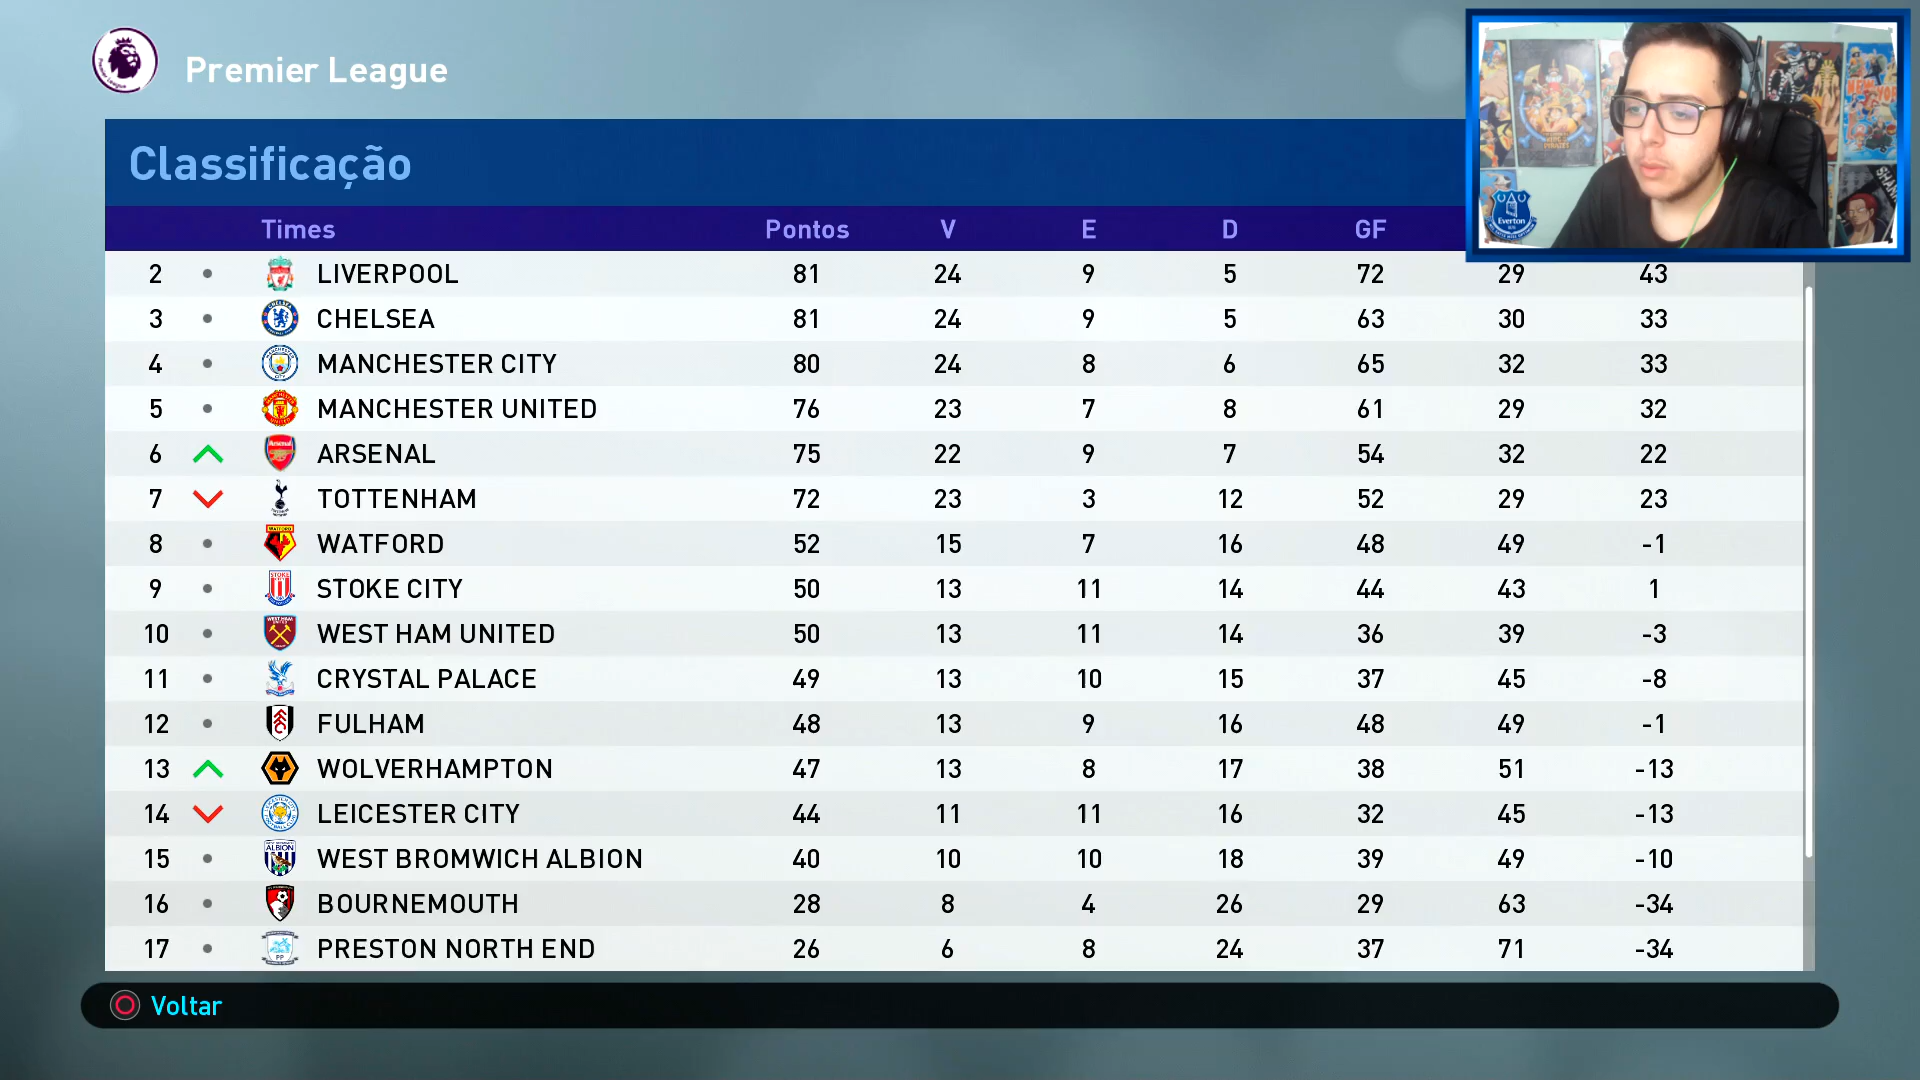 Premier League
Classificação
Times Pontos V E D GF
2 LIVERPOOL 81 24 9 5 72 29 43
3 CHELSEA 81 24 9 5 63 30 33
4 MANCHESTER CITY 80 24 8 6 65 32 33
5 MANCHESTER UNITED 76 23 7 8 61 29 32
6 ARSENAL 75 22 9 7 54 32 22
7 TOTTENHAM 72 23 3 12 52 29 23
8 WATFORD 52 15 7 16 48 49 -1
9 STOKE CITY 50 13 11 14 44 43 1
10 WEST HAM UNITED 50 13 11 14 36 39 -3
11 CRYSTAL PALACE 49 13 10 15 37 45 -8
12 FULHAM 48 13 9 16 48 49 -1
13 WOLVERHAMPTON 47 13 8 17 38 51 -13
14 LEICESTER CITY 44 11 11 16 32 45 -13
15 WEST BROMWICH ALBION 40 10 10 18 39 49 -10
16 BOURNEMOUTH 28 8 4 26 29 63 -34
17 PRESTON NORTH END 26 6 8 24 37 71 -34
Voltar
Everton